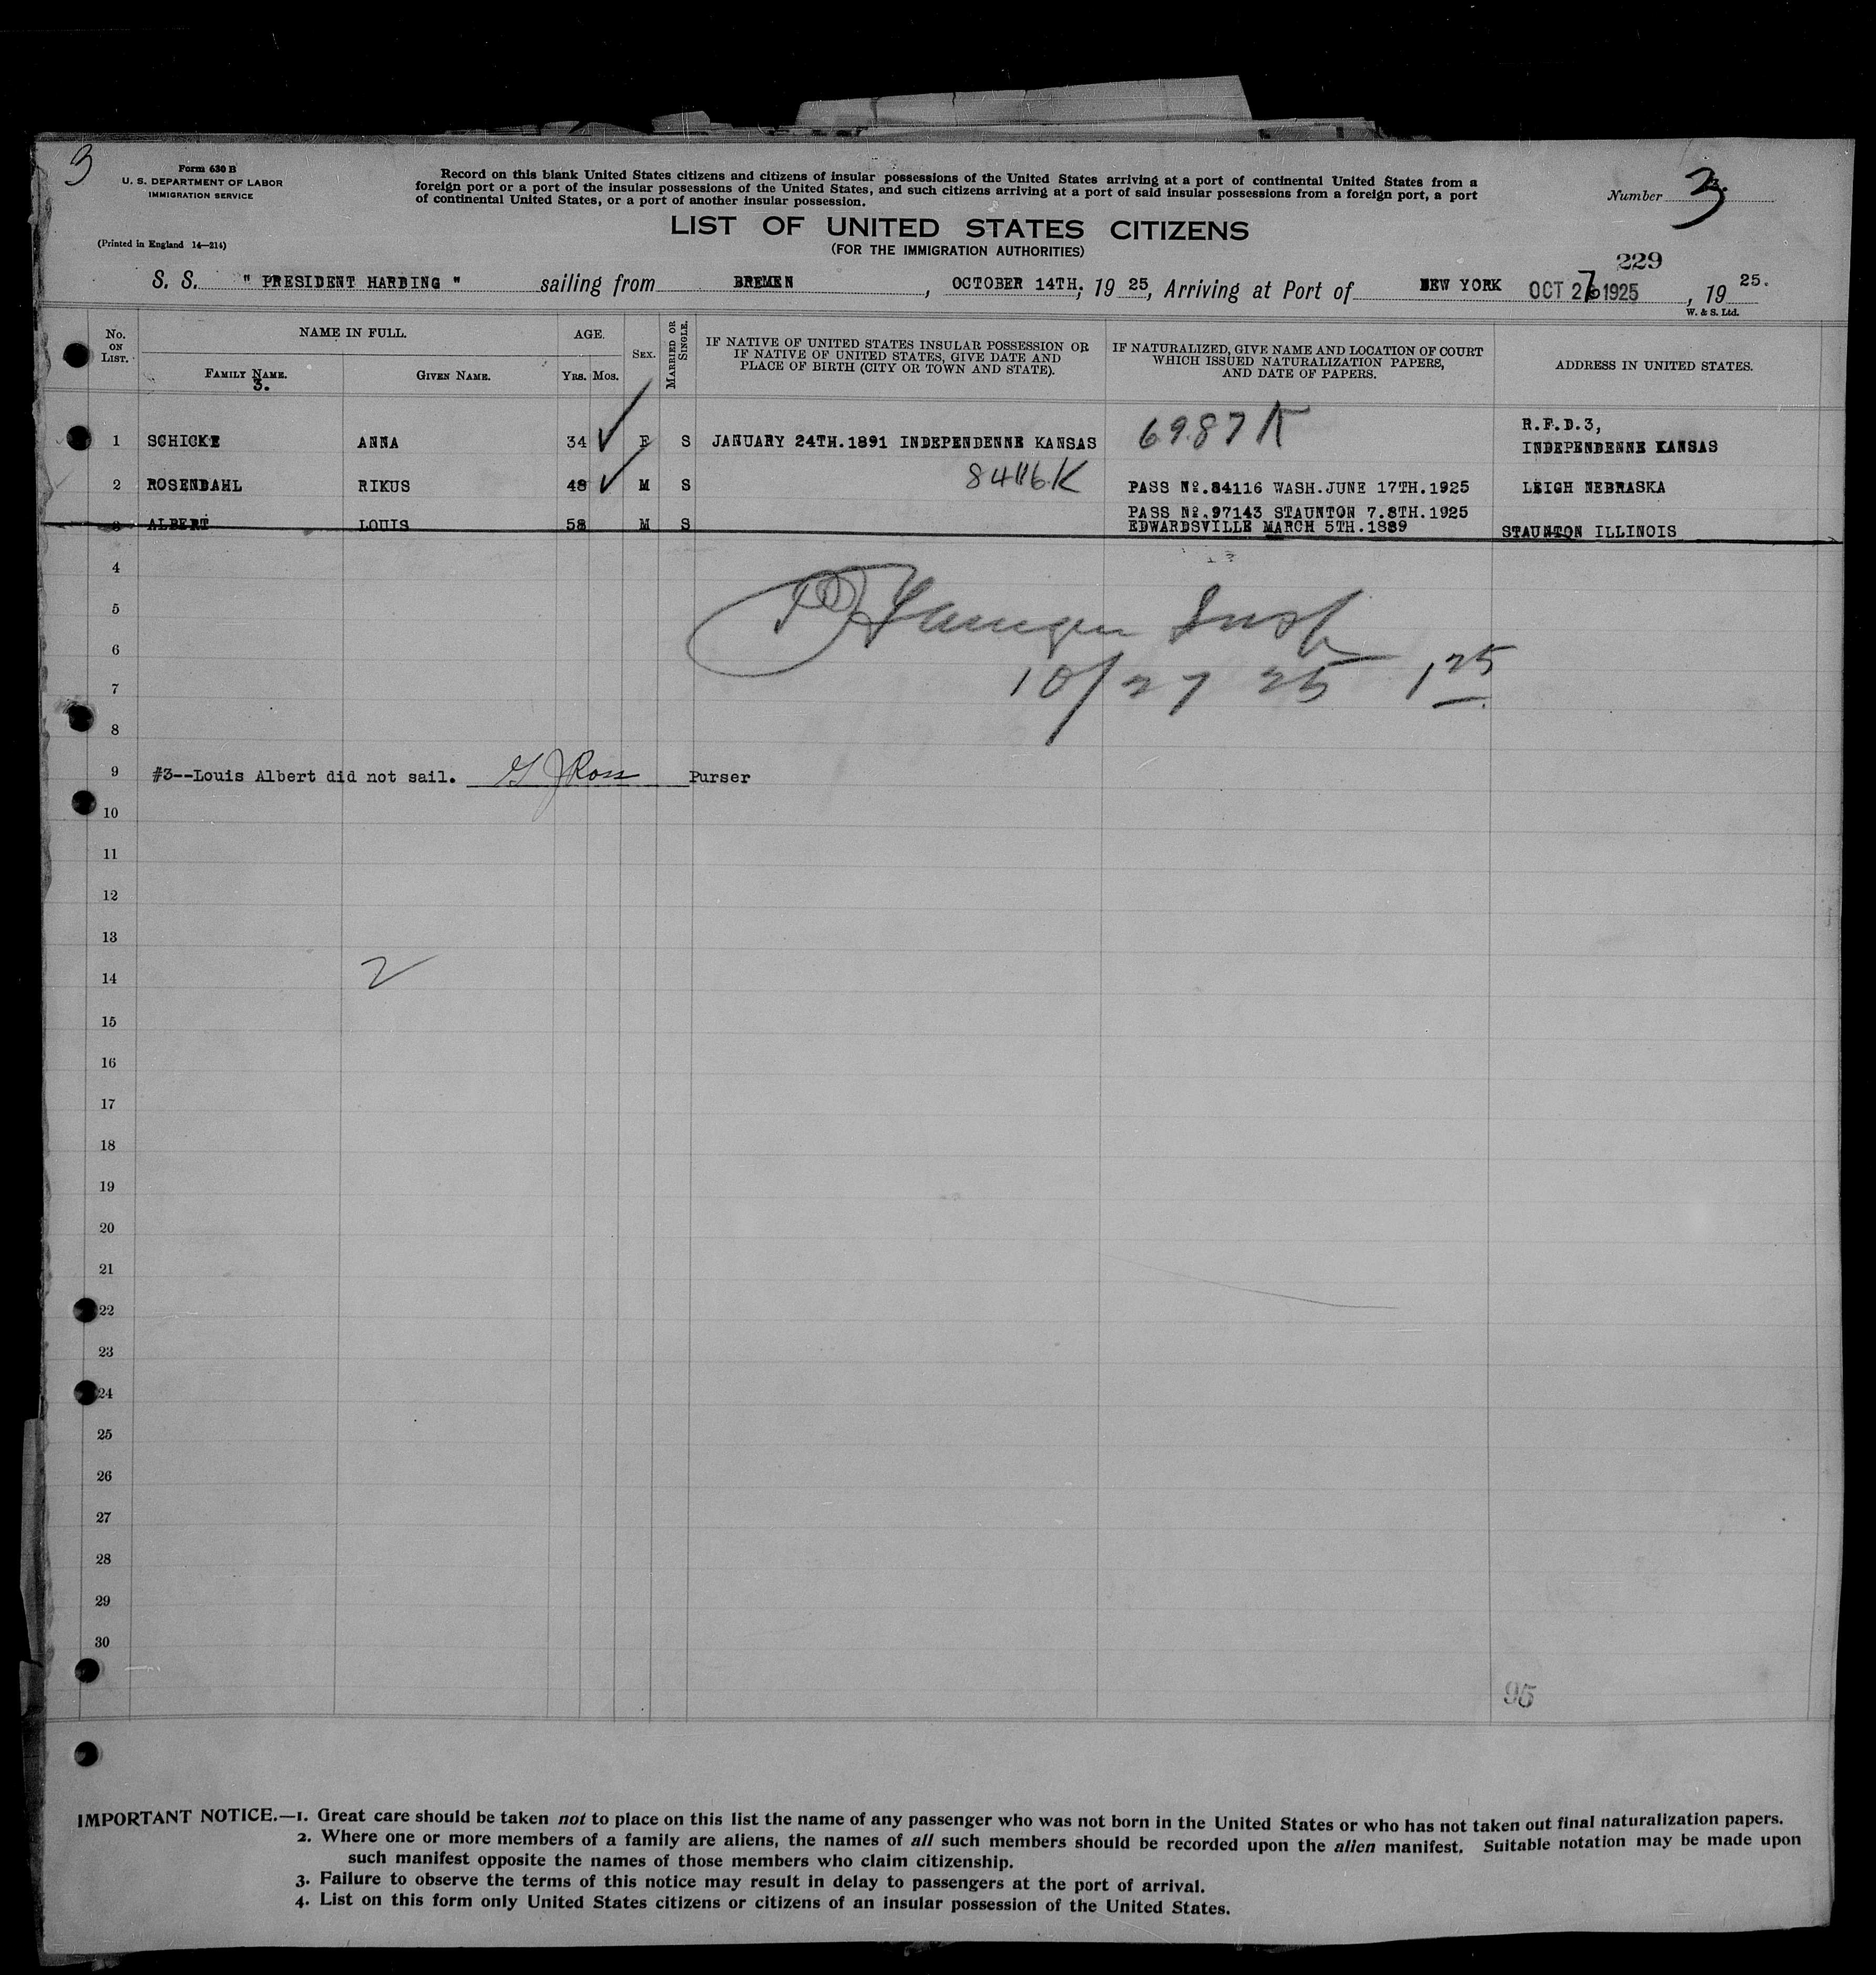 3
Form 630 B
U. S. DEPARTMENT OF LABOR
IMMIGRATION SERVICE
(Printed in England 14—214)
Record on this blank United States citizens and citizens of insular possessions of the United States arriving at a port of continental United States from a
foreign port or a port of the insular possessions of the United States, and such citizens arriving at a port of said insular possessions from a foreign port, a port
of continental United States, or a port of another insular possession.
Number 3
LIST OF UNITED STATES CITIZENS
(FOR THE IMMIGRATION AUTHORITIES)
229
S. S. " PRESIDENT HARDING " sailing from BREMEN, OCTOBER 14TH; 19 25, Arriving at Port of NEW YORK OCT 27 1925, 19 25.
W. & S. Ltd.
No. ON LIST. NAME IN FULL. AGE. SEX. MARRIED OR SINGLE. IF NATIVE OF UNITED STATES INSULAR POSSESSION OR IF NATIVE OF UNITED STATES, GIVE DATE AND PLACE OF BIRTH (CITY OR TOWN AND STATE). IF NATURALIZED, GIVE NAME AND LOCATION OF COURT WHICH ISSUED NATURALIZATION PAPERS, AND DATE OF PAPERS. ADDRESS IN UNITED STATES.
FAMILY NAME. GIVEN NAME. YRS. MOS.
3.
1 SCHICKE ANNA 34 F S JANUARY 24TH.1891 INDEPENDENNE KANSAS 6987 K R.F.D.3,
INDEPENDENNE KANSAS
84116.K
2 ROSENDAHL RIKUS 48 M S PASS No.84116 WASH.JUNE 17TH.1925 LEIGH NEBRASKA
PASS No.97143 STAUNTON 7.8TH.1925
3 ALBERT LOUIS 58 M S EDWARDSVILLE MARCH 5TH.1889 STAUNTON ILLINOIS
4
5
Insp
6
7 10/27 25 1 25
8
9 #3--Louis Albert did not sail. G J Ross Purser
10
11
12
13
14 2
15
16
17
18
19
20
21
22
23
24
25
26
27
28
29
30
95
IMPORTANT NOTICE.—1. Great care should be taken not to place on this list the name of any passenger who was not born in the United States or who has not taken out final naturalization papers.
2. Where one or more members of a family are aliens, the names of all such members should be recorded upon the alien manifest. Suitable notation may be made upon
such manifest opposite the names of those members who claim citizenship.
3. Failure to observe the terms of this notice may result in delay to passengers at the port of arrival.
4. List on this form only United States citizens or citizens of an insular possession of the United States.